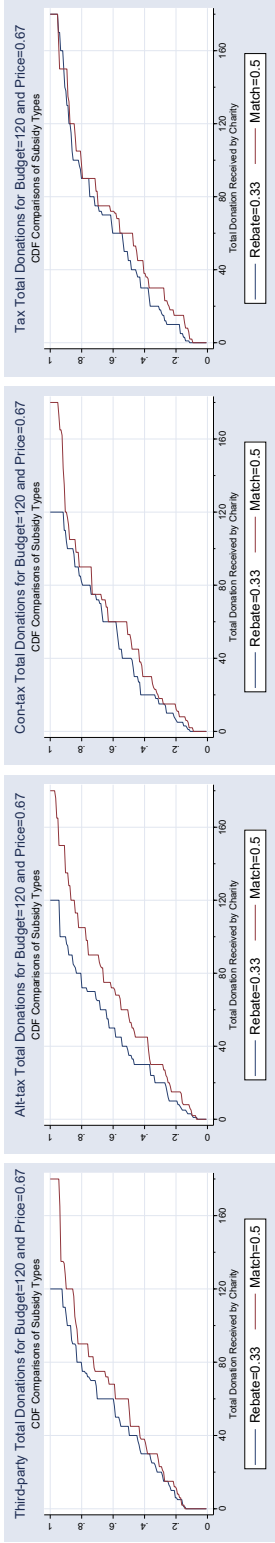 Third-party Total Donations for Budget=120 and Price=0.67
CDF Comparisons of Subsidy Types
1
.8
.6
.4
.2
0
0 40 80 120 160
Total Donation Received by Charity
Rebate=0.33 Match=0.5
Alt-tax Total Donations for Budget=120 and Price=0.67
CDF Comparisons of Subsidy Types
1
.8
.6
.4
.2
0
0 40 80 120 160
Total Donation Received by Charity
Rebate=0.33 Match=0.5
Con-tax Total Donations for Budget=120 and Price=0.67
CDF Comparisons of Subsidy Types
1
.8
.6
.4
.2
0
0 40 80 120 160
Total Donation Received by Charity
Rebate=0.33 Match=0.5
Tax Total Donations for Budget=120 and Price=0.67
CDF Comparisons of Subsidy Types
1
.8
.6
.4
.2
0
0 40 80 120 160
Total Donation Received by Charity
Rebate=0.33 Match=0.5